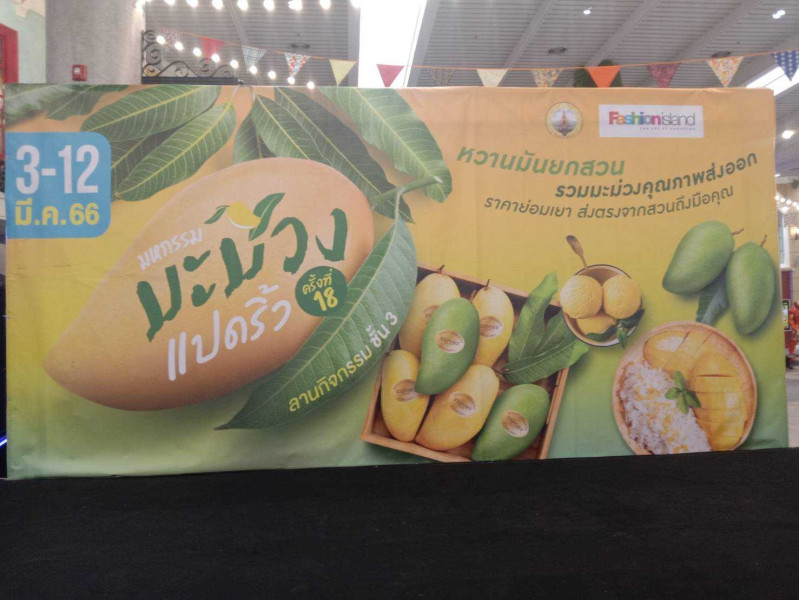 3-12
มี.ค. 66
มหกรรม
มะม่วง
แปดริ้ว
ครั้งที่
18
ลานกิจกรรม ชั้น 3
Fashionisland
หวานมันยกสวน
รวมมะม่วงคุณภาพส่งออก
ราคาย่อมเยา ส่งตรงจากสวนถึงมือคุณ